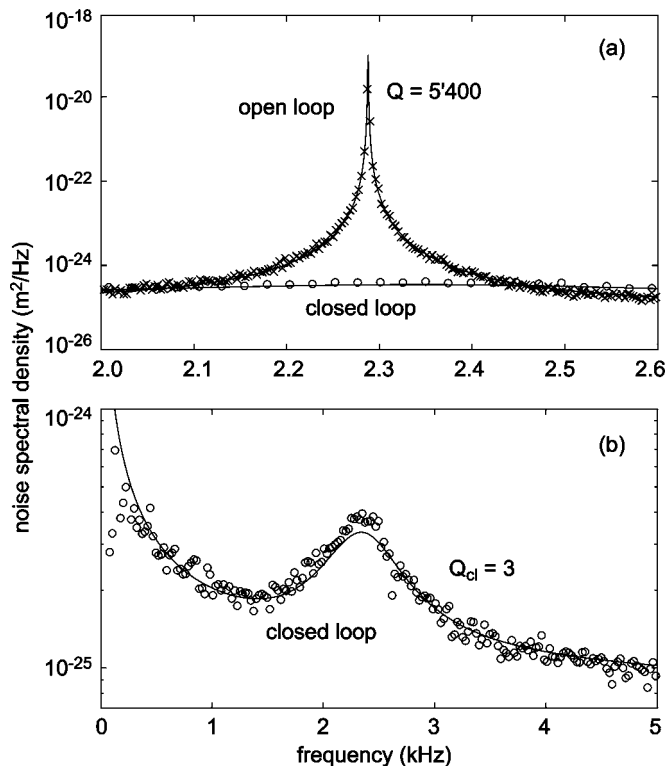 10^-18
(a)
10^-20
open loop
Q = 5'400
10^-22
10^-24
closed loop
10^-26
2.0 2.1 2.2 2.3 2.4 2.5 2.6
noise spectral density (m^2/Hz)
10^-24
(b)
Q_cl = 3
closed loop
10^-25
0 1 2 3 4 5
frequency (kHz)